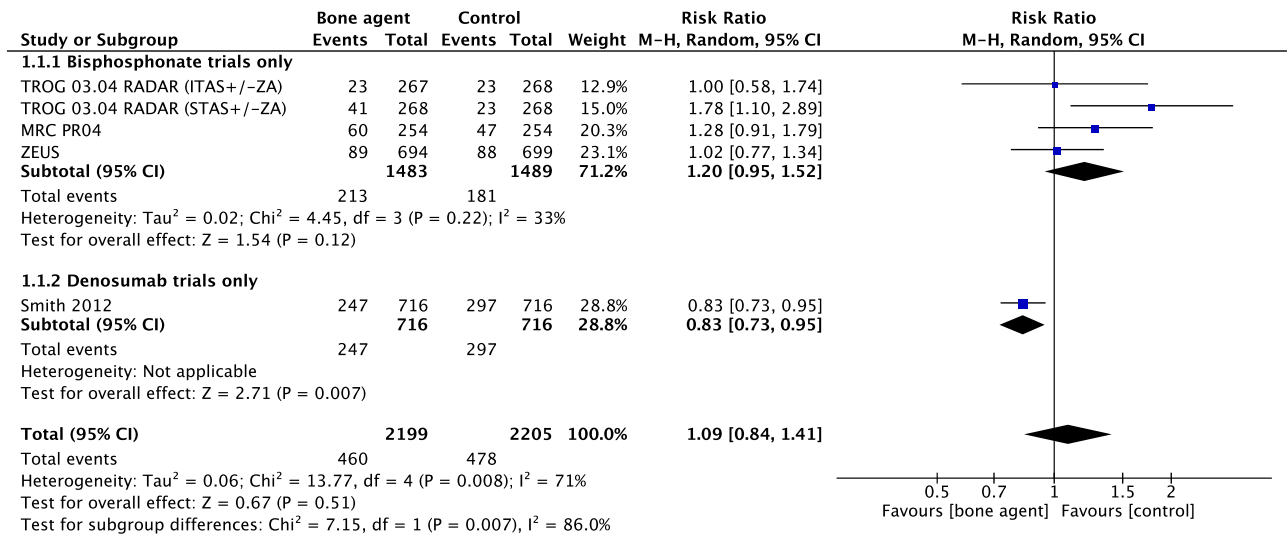 Bone agent Control Risk Ratio Risk Ratio
Study or Subgroup Events Total Events Total Weight M-H, Random, 95% CI M-H, Random, 95% CI
1.1.1 Bisphosphonate trials only
TROG 03.04 RADAR (ITAS+/-ZA) 23 267 23 268 12.9% 1.00 [0.58, 1.74]
TROG 03.04 RADAR (STAS+/-ZA) 41 268 23 268 15.0% 1.78 [1.10, 2.89]
MRC PR04 60 254 47 254 20.3% 1.28 [0.91, 1.79]
ZEUS 89 694 88 699 23.1% 1.02 [0.77, 1.34]
Subtotal (95% CI) 1483 1489 71.2% 1.20 [0.95, 1.52]
Total events 213 181
Heterogeneity: Tau² = 0.02; Chi² = 4.45, df = 3 (P = 0.22); I² = 33%
Test for overall effect: Z = 1.54 (P = 0.12)
1.1.2 Denosumab trials only
Smith 2012 247 716 297 716 28.8% 0.83 [0.73, 0.95]
Subtotal (95% CI) 716 716 28.8% 0.83 [0.73, 0.95]
Total events 247 297
Heterogeneity: Not applicable
Test for overall effect: Z = 2.71 (P = 0.007)
Total (95% CI) 2199 2205 100.0% 1.09 [0.84, 1.41]
Total events 460 478
Heterogeneity: Tau² = 0.06; Chi² = 13.77, df = 4 (P = 0.008); I² = 71%
Test for overall effect: Z = 0.67 (P = 0.51)
Test for subgroup differences: Chi² = 7.15, df = 1 (P = 0.007), I² = 86.0%
0.5 0.7 1 1.5 2
Favours [bone agent] Favours [control]